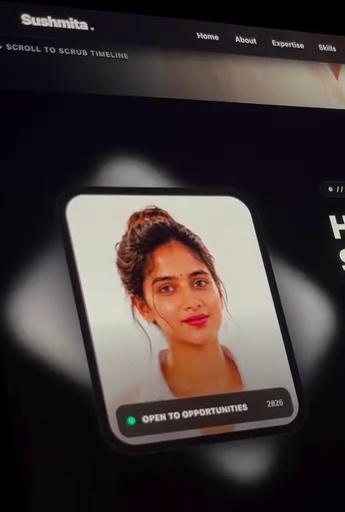 Sushmita.
Home About Expertise Skills
SCROLL TO SCRUB TIMELINE
//
H
S
OPEN TO OPPORTUNITIES 2026